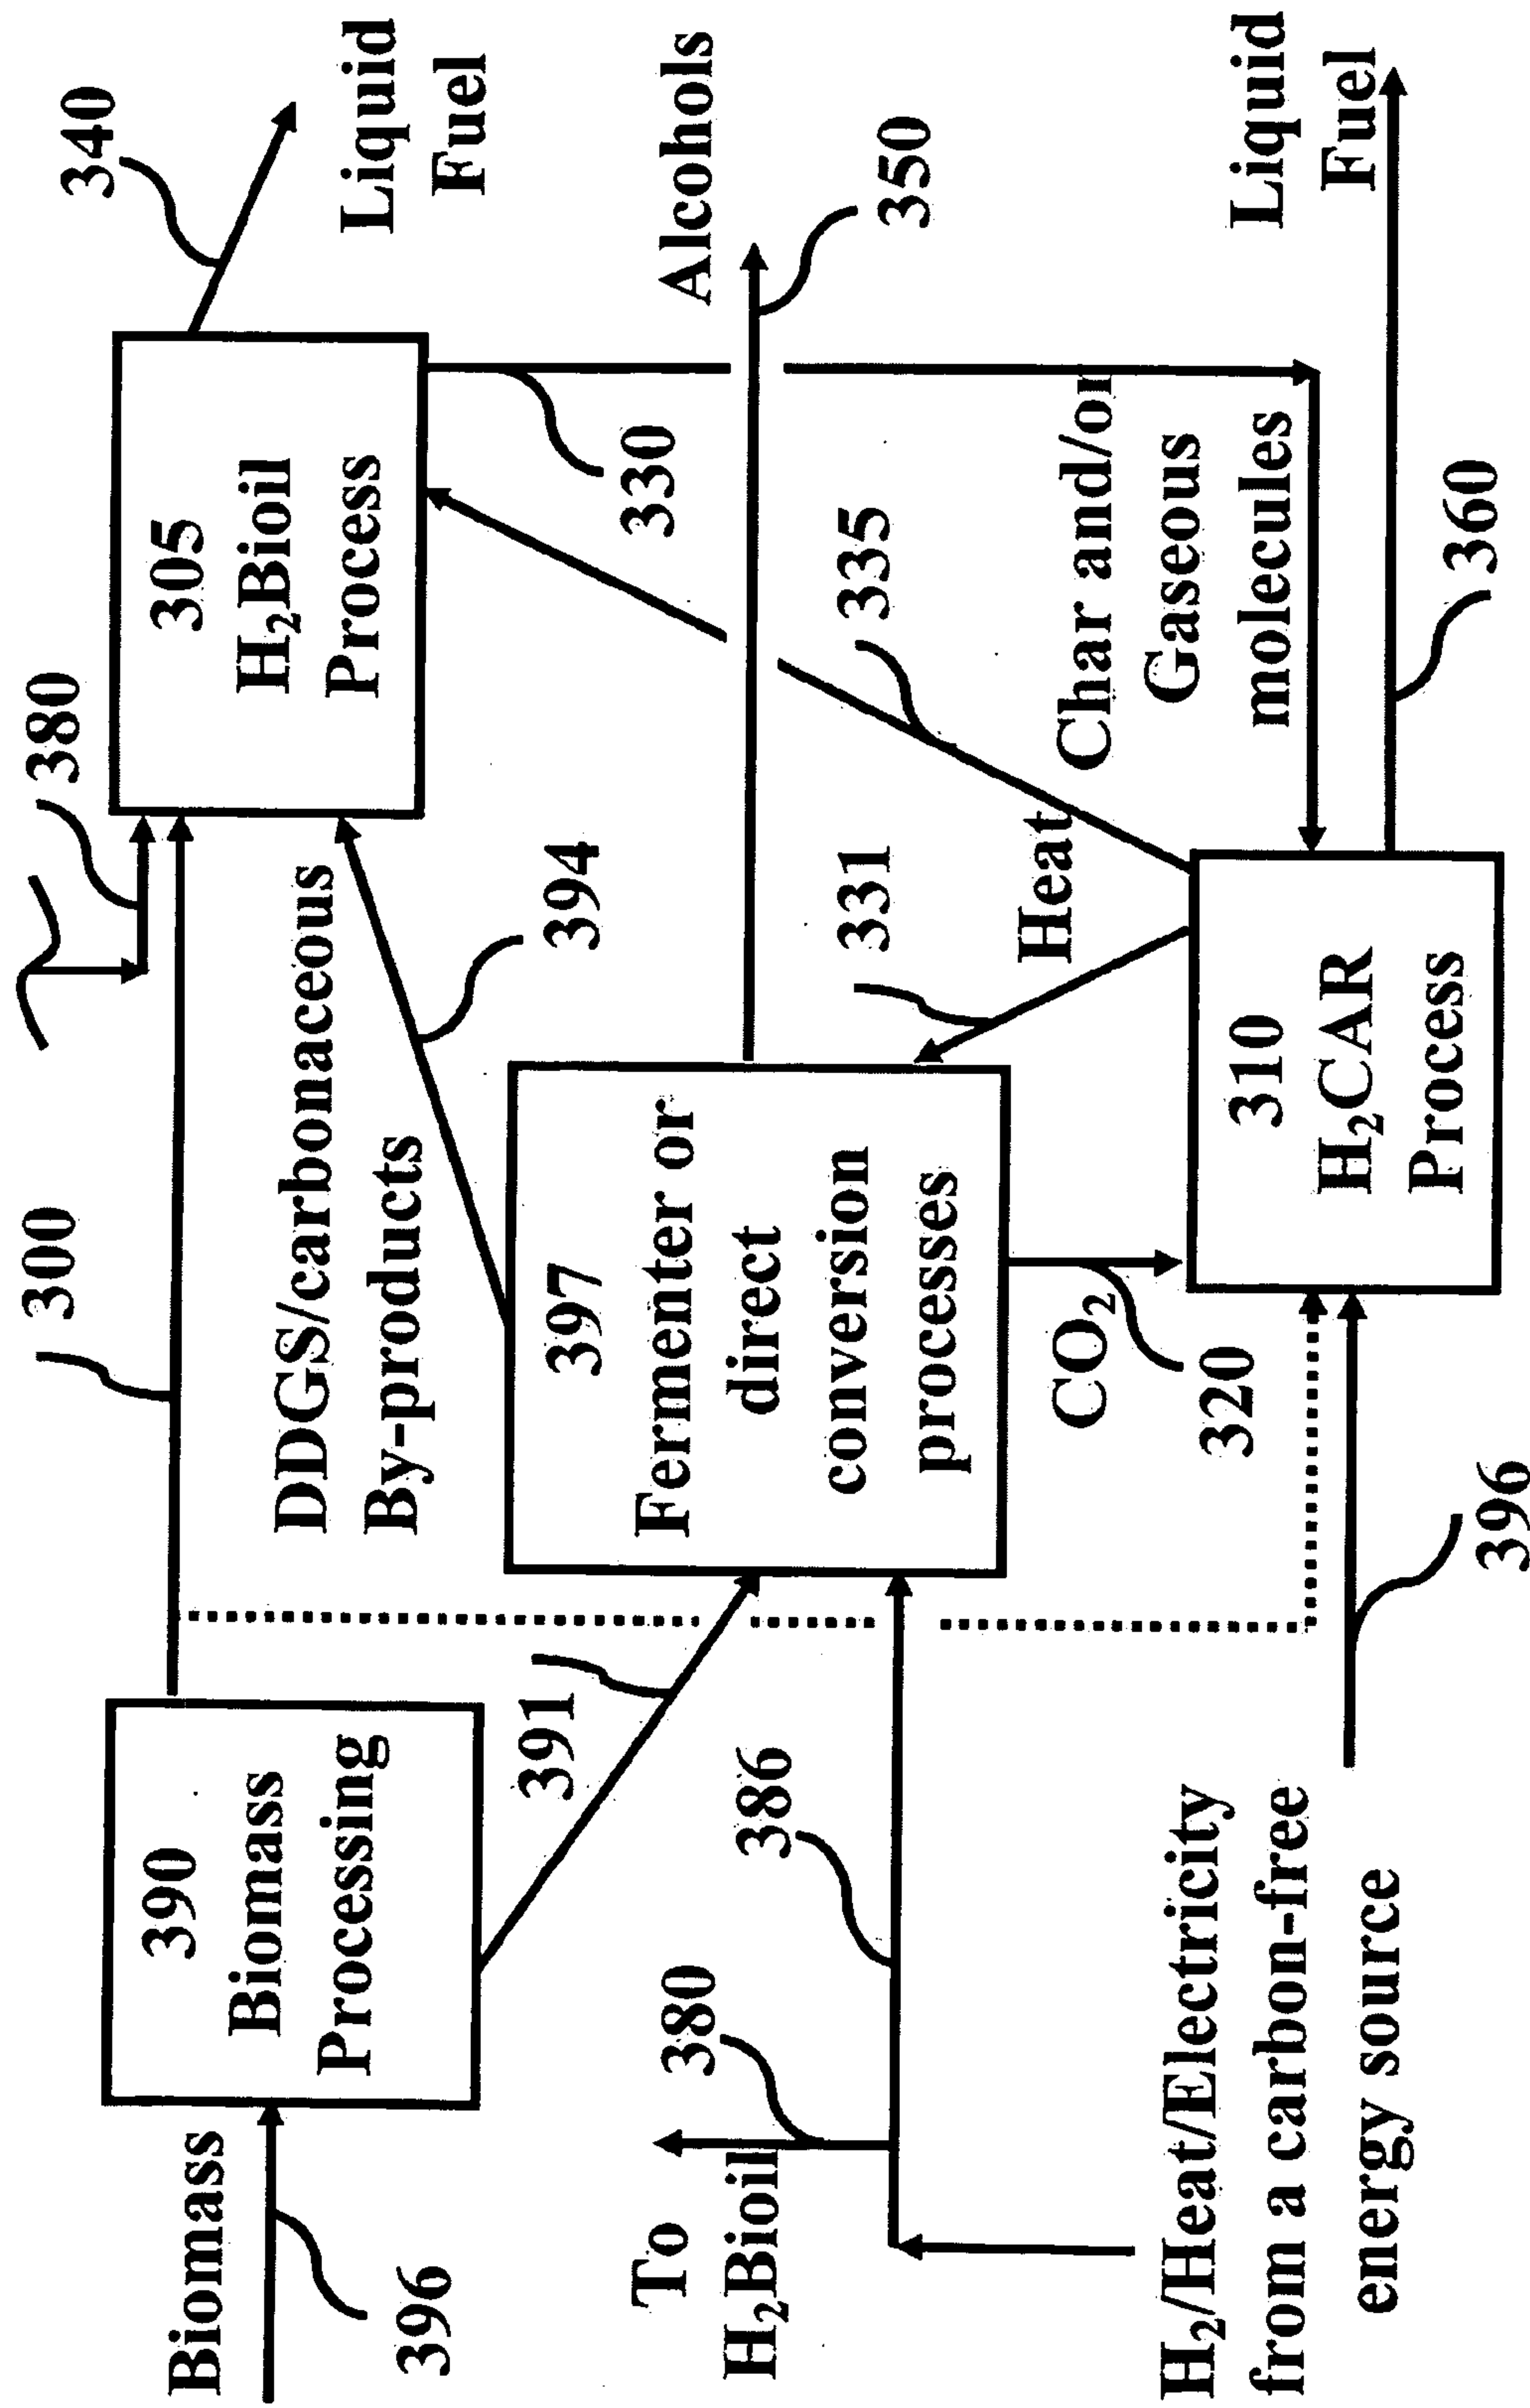 Biomass
396
390
Biomass
Processing
300
380
305
H₂Bioil
Process
340
Liquid
Fuel
DDGS/carbonaceous
By-products
394
391
To
H₂Bioil
380
386
397
Fermenter or
direct
conversion
processes
330
Alcohols
350
335
331
Heat
Char and/or
Gaseous
molecules
CO₂
320
310
H₂CAR
Process
H₂/Heat/Electricity
from a carbon-free
energy source
396
360
Liquid
Fuel